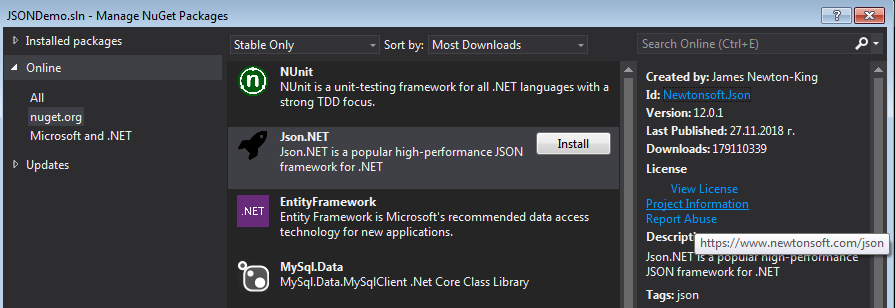 JSONDemo.sln - Manage NuGet Packages
?
Installed packages
Online
All
nuget.org
Microsoft and .NET
Updates
Stable Only
Sort by: Most Downloads
NUnit
NUnit is a unit-testing framework for all .NET languages with a
strong TDD focus.
Json.NET
Json.NET is a popular high-performance JSON
framework for .NET
Install
.NET
EntityFramework
Entity Framework is Microsoft's recommended data access
technology for new applications.
MySql.Data
MySql.Data.MySqlClient .Net Core Class Library
Search Online (Ctrl+E)
Created by: James Newton-King
Id: Newtonsoft.Json
Version: 12.0.1
Last Published: 27.11.2018 г.
Downloads: 179110339
License
View License
Project Information
Report Abuse
https://www.newtonsoft.com/json
Json.NET is a popular high-performance
JSON framework for .NET
Tags: json